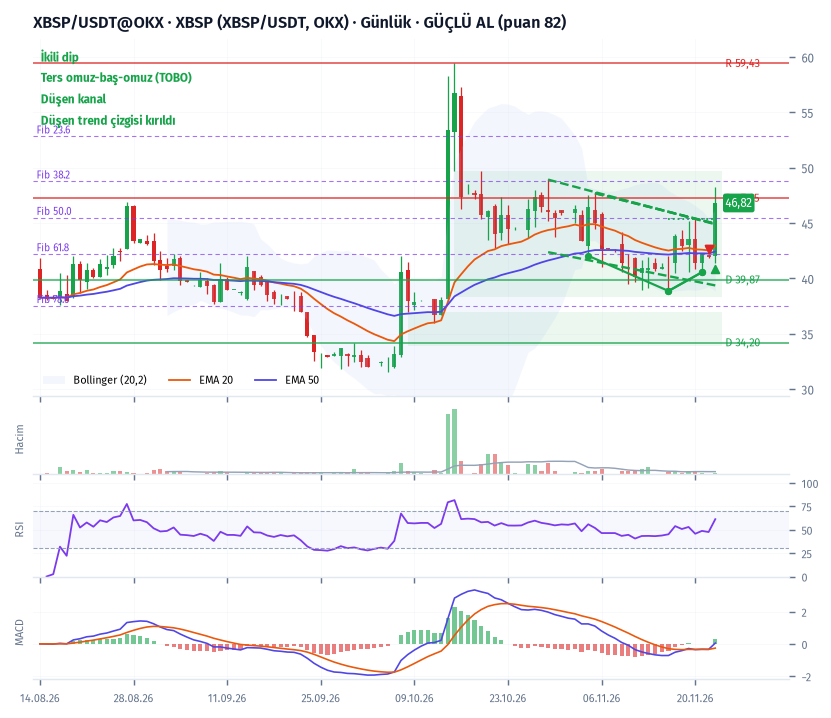 XBSP/USDT@OKX · XBSP (XBSP/USDT, OKX) · Günlük · GÜÇLÜ AL (puan 82)
İkili dip
Ters omuz-baş-omuz (TOBO)
Düşen kanal
Düşen trend çizgisi kırıldı
Fib 23.6
Fib 38.2
Fib 50.0
Fib 61.8
R 59,43
46,82
D 39,87
D 34,20
60
55
50
45
40
35
30
Bollinger (20,2)
EMA 20
EMA 50
Hacim
RSI
100
75
50
25
0
MACD
2
0
−2
14.08.26
28.08.26
11.09.26
25.09.26
09.10.26
23.10.26
06.11.26
20.11.26